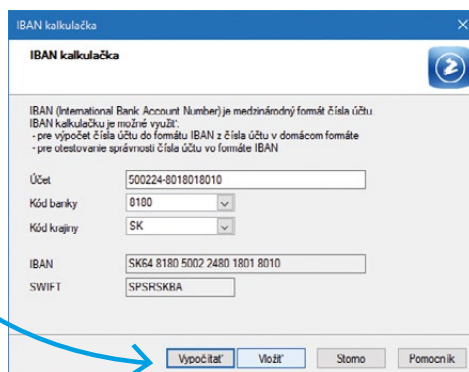 IBAN kalkulačka
IBAN kalkulačka
IBAN (International Bank Account Number) je medzinárodný formát čísla účtu.
IBAN kalkulačku je možné využiť:
- pre výpočet čísla účtu do formátu IBAN z čísla účtu v domácom formáte
- pre otestovanie správnosti čísla účtu vo formáte IBAN
Účet 500224-8018018010
Kód banky 8180
Kód krajiny SK
IBAN SK64 8180 5002 2480 1801 8010
SWIFT SPSRSKBA
Vypočítať Vložiť Storno Pomocník